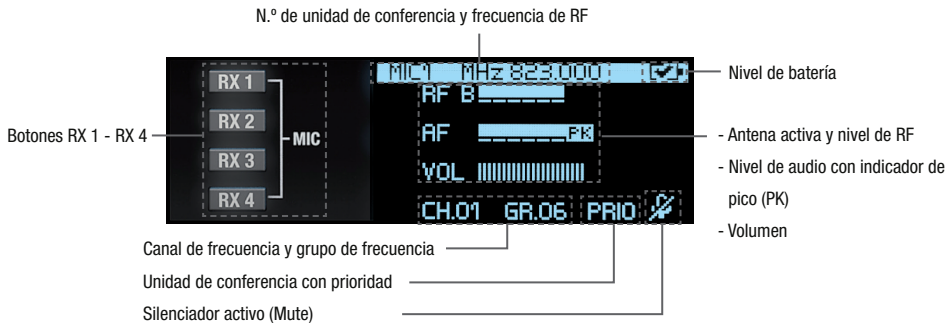 N.º de unidad de conferencia y frecuencia de RF
MIC1 MHz 823.000
Nivel de batería
RX 1
RX 2
RX 3
RX 4
MIC
Botones RX 1 - RX 4
RF B
AF PK
VOL
- Antena activa y nivel de RF
- Nivel de audio con indicador de
pico (PK)
- Volumen
CH.01 GR.06 PRIO
Canal de frecuencia y grupo de frecuencia
Unidad de conferencia con prioridad
Silenciador activo (Mute)